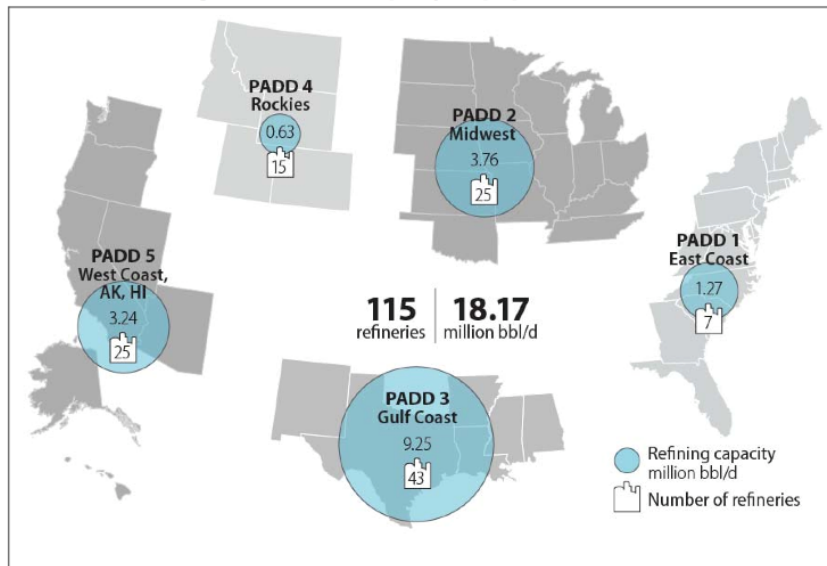 PADD 4
Rockies
0.63
15
PADD 2
Midwest
3.76
25
PADD 5
West Coast,
AK, HI
3.24
25
PADD 1
East Coast
1.27
7
115
refineries
18.17
million bbl/d
PADD 3
Gulf Coast
9.25
43
Refining capacity
million bbl/d
Number of refineries